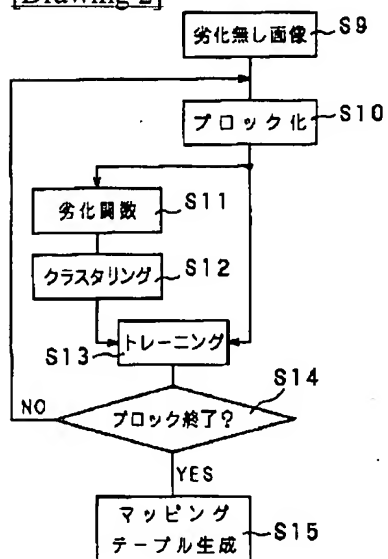 [Drawing 2]
劣化無し画像
S9
ブロック化
S10
劣化関数
S11
クラスタリング
S12
トレーニング
S13
S14
ブロック終了?
NO
YES
マッピング
テーブル生成
S15